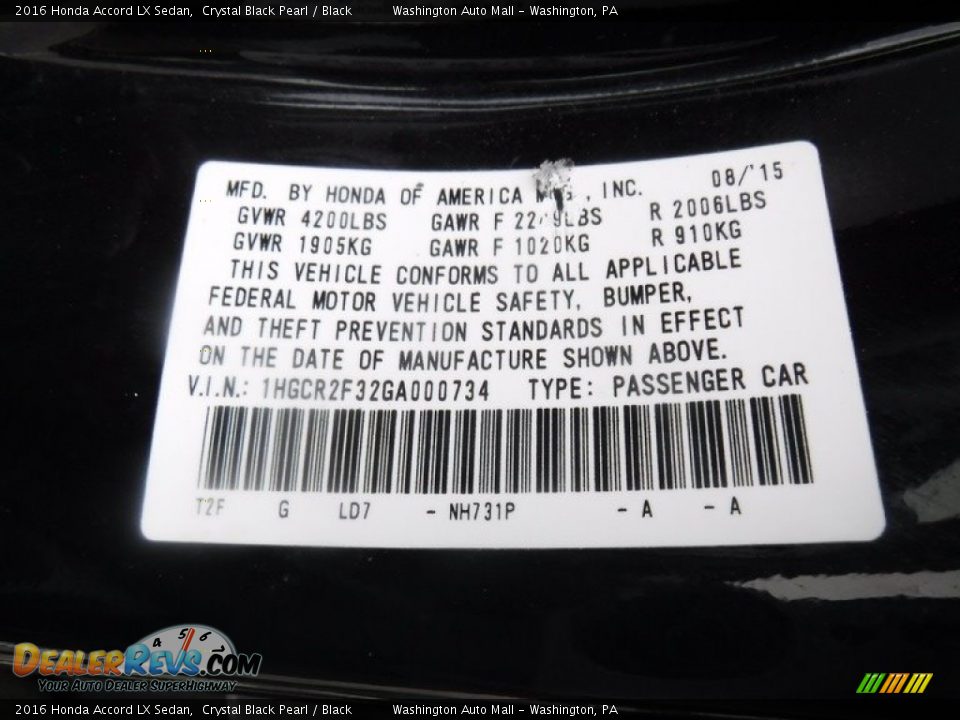 2016 Honda Accord LX Sedan,  Crystal Black Pearl / Black  Washington Auto Mall - Washington, PA
MFD. BY HONDA OF AMERICA , INC. 08/'15
GVWR 4200LBS GAWR F R 2006LBS
GVWR 1905KG GAWR F 1020KG R 910KG
THIS VEHICLE CONFORMS TO ALL APPLICABLE
FEDERAL MOTOR VEHICLE SAFETY, BUMPER,
AND THEFT PREVENTION STANDARDS IN EFFECT
ON THE DATE OF MANUFACTURE SHOWN ABOVE.
V.I.N.: 1HGCR2F32GA000734 TYPE: PASSENGER CAR
T2F G LD7 - NH731P - A - A
4 5 6
DEALERREVS.COM
YOUR AUTO DEALER SUPERHIGHWAY
2016 Honda Accord LX Sedan,  Crystal Black Pearl / Black  Washington Auto Mall - Washington, PA